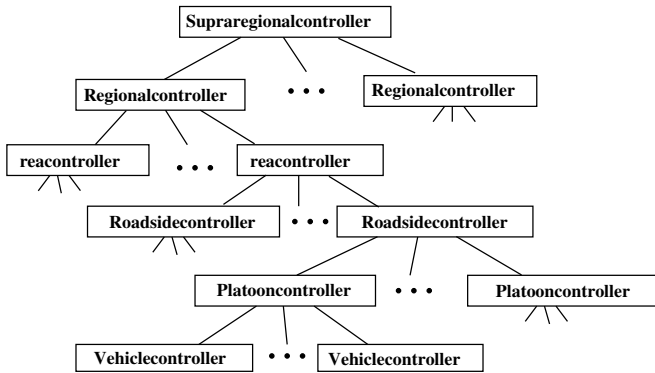 Supraregionalcontroller
Regionalcontroller
Regionalcontroller
reacontroller
reacontroller
Roadsidecontroller
Roadsidecontroller
Platooncontroller
Platooncontroller
Vehiclecontroller
Vehiclecontroller